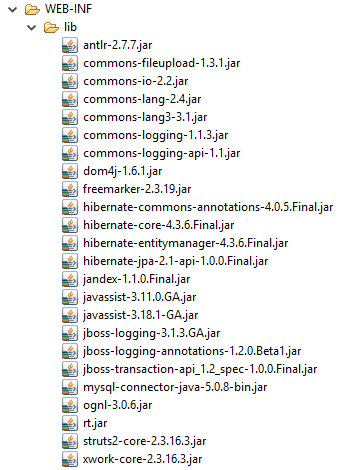 WEB-INF
lib
antlr-2.7.7.jar
commons-fileupload-1.3.1.jar
commons-io-2.2.jar
commons-lang-2.4.jar
commons-lang3-3.1.jar
commons-logging-1.1.3.jar
commons-logging-api-1.1.jar
dom4j-1.6.1.jar
freemarker-2.3.19.jar
hibernate-commons-annotations-4.0.5.Final.jar
hibernate-core-4.3.6.Final.jar
hibernate-entitymanager-4.3.6.Final.jar
hibernate-jpa-2.1-api-1.0.0.Final.jar
jandex-1.1.0.Final.jar
javassist-3.11.0.GA.jar
javassist-3.18.1-GA.jar
jboss-logging-3.1.3.GA.jar
jboss-logging-annotations-1.2.0.Beta1.jar
jboss-transaction-api_1.2_spec-1.0.0.Final.jar
mysql-connector-java-5.0.8-bin.jar
ognl-3.0.6.jar
rt.jar
struts2-core-2.3.16.3.jar
xwork-core-2.3.16.3.jar